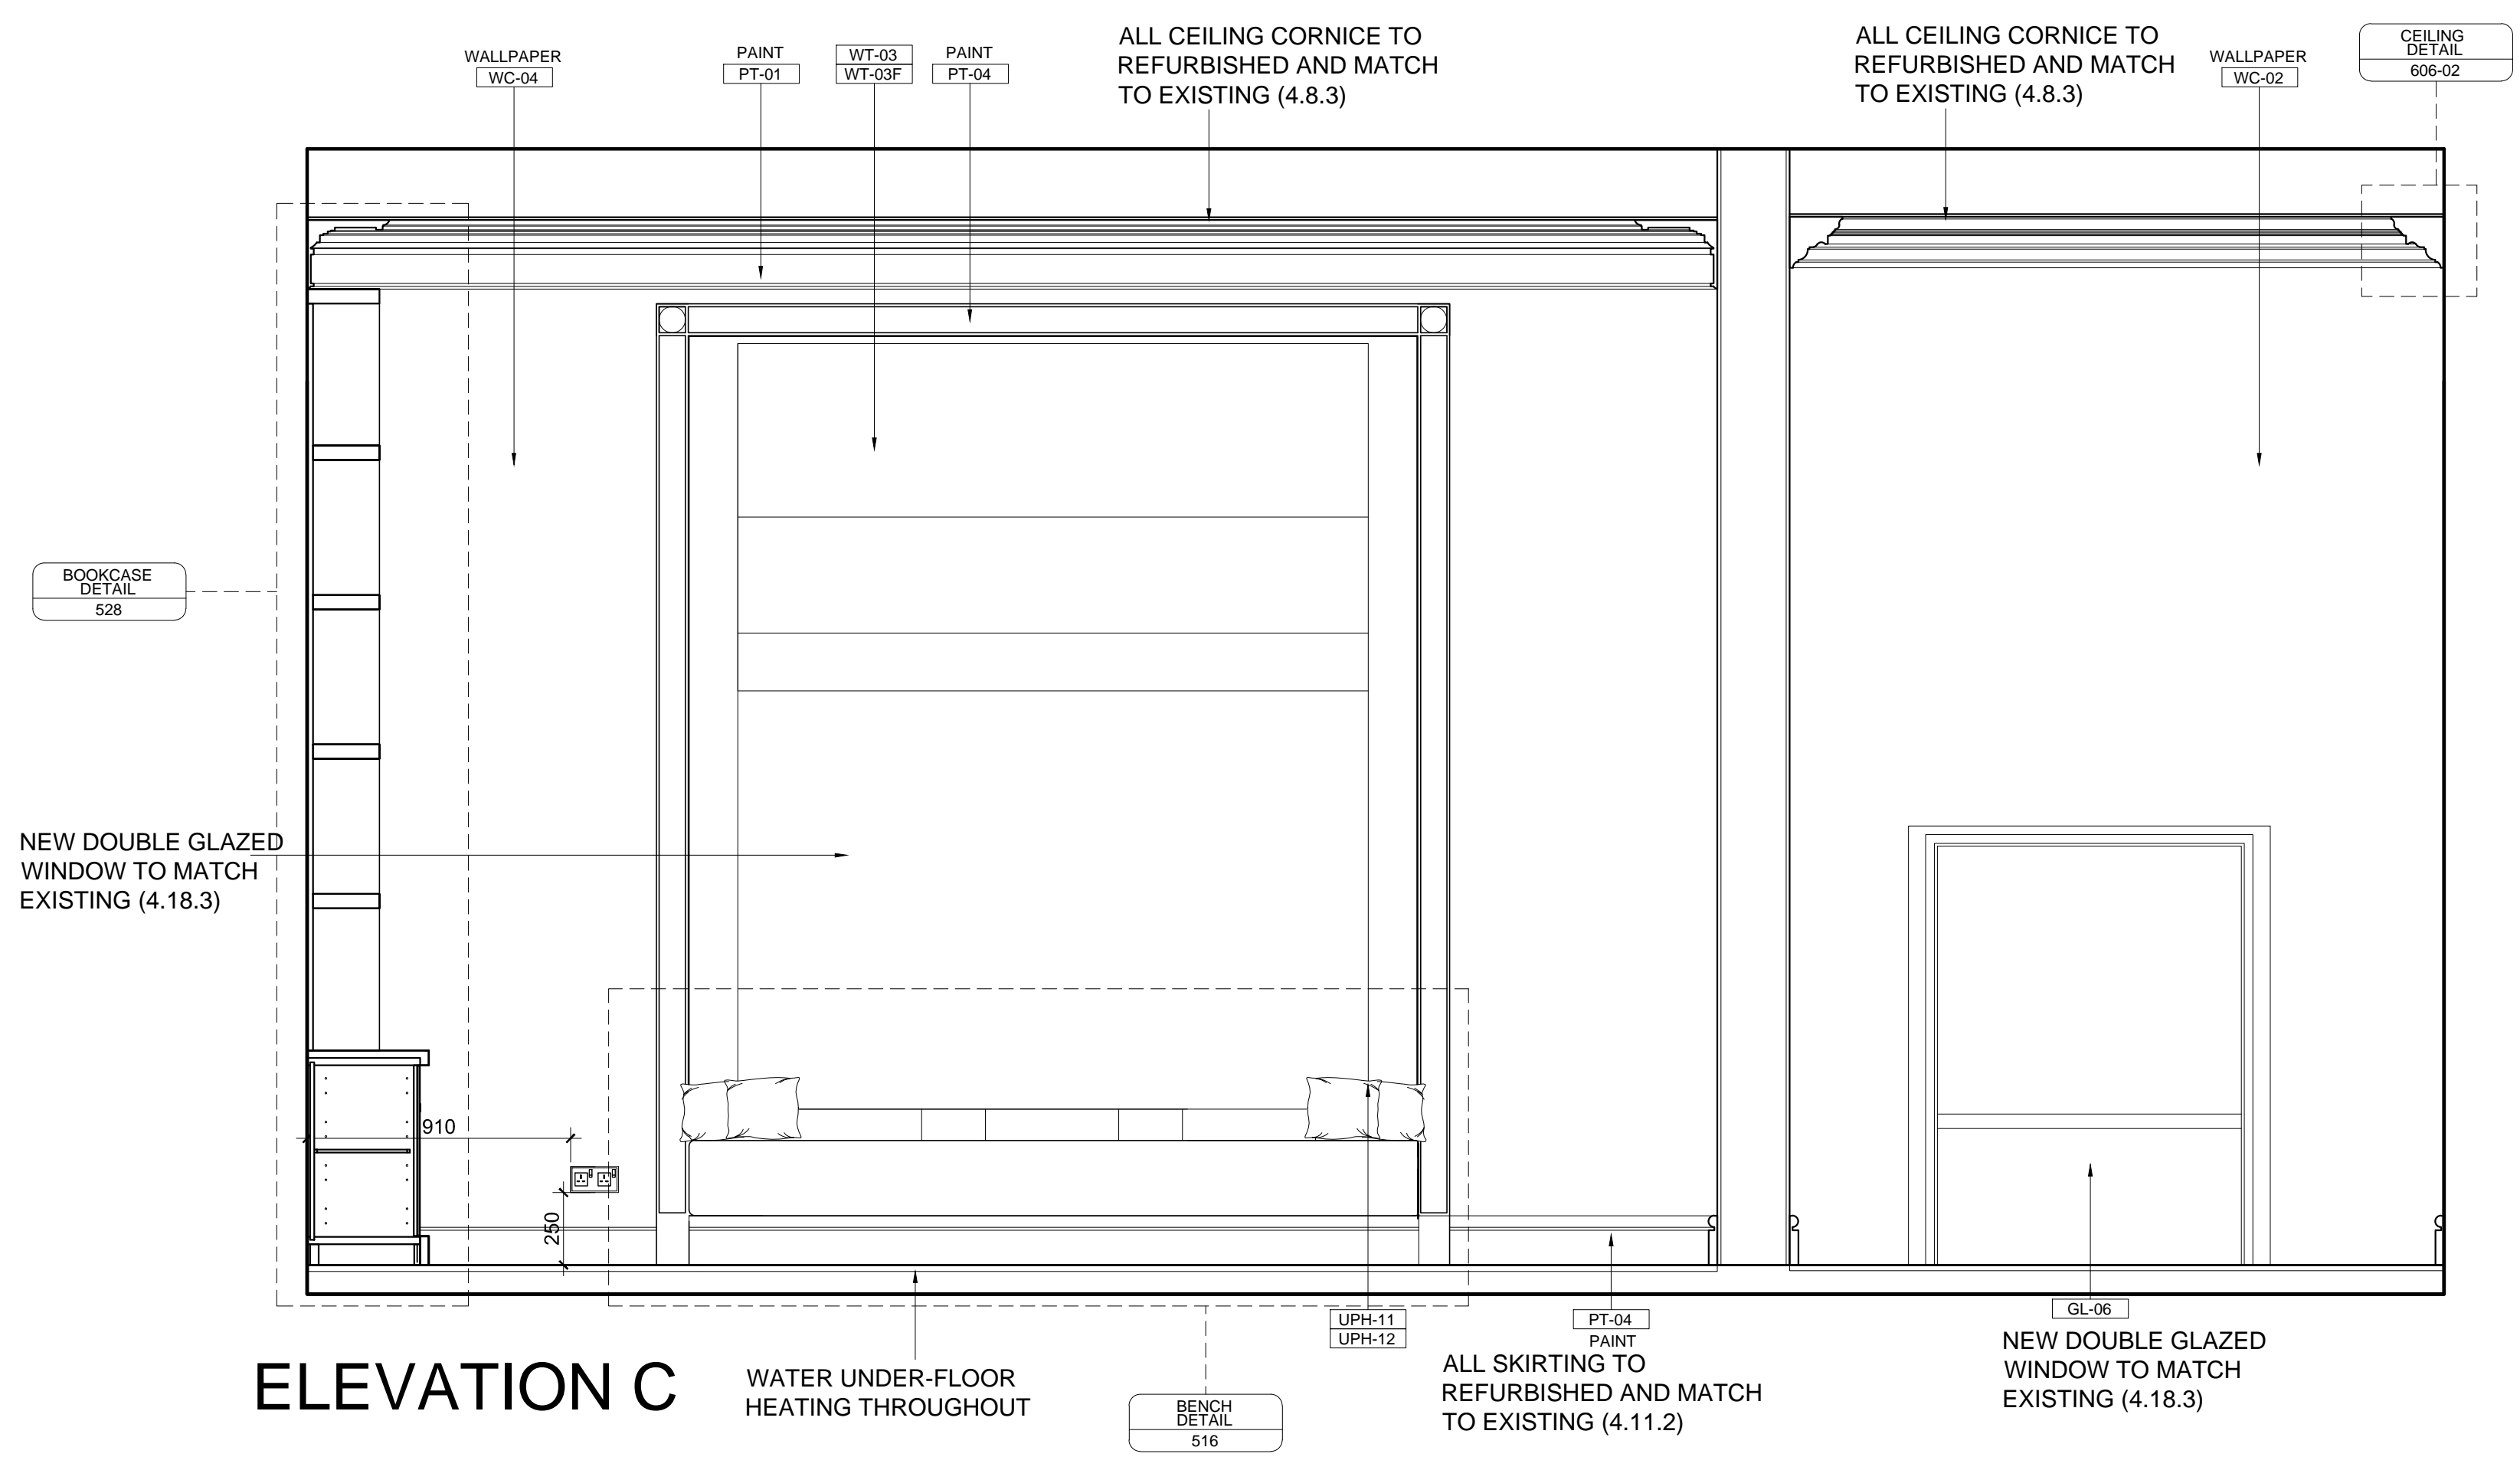 WALLPAPER
WC-04
PAINT
PT-01
WT-03
WT-03F
PAINT
PT-04
ALL CEILING CORNICE TO
REFURBISHED AND MATCH
TO EXISTING (4.8.3)
ALL CEILING CORNICE TO
REFURBISHED AND MATCH
TO EXISTING (4.8.3)
WALLPAPER
WC-02
CEILING
DETAIL
606-02
BOOKCASE
DETAIL
528
NEW DOUBLE GLAZED
WINDOW TO MATCH
EXISTING (4.18.3)
910
250
UPH-11
UPH-12
PT-04
PAINT
ALL SKIRTING TO
REFURBISHED AND MATCH
TO EXISTING (4.11.2)
GL-06
NEW DOUBLE GLAZED
WINDOW TO MATCH
EXISTING (4.18.3)
ELEVATION C
WATER UNDER-FLOOR
HEATING THROUGHOUT
BENCH
DETAIL
516